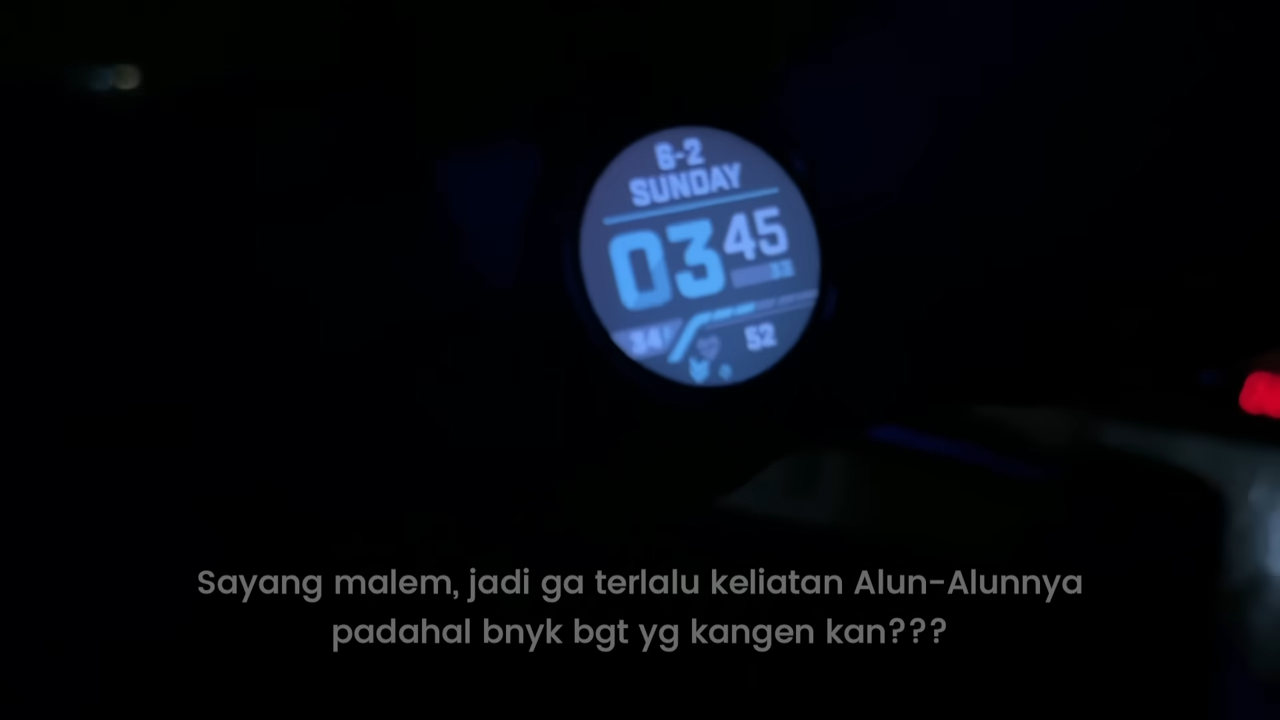 6-2
SUNDAY
03 45
52
Sayang malem, jadi ga terlalu keliatan Alun-Alunnya
padahal bnyk bgt yg kangen kan???